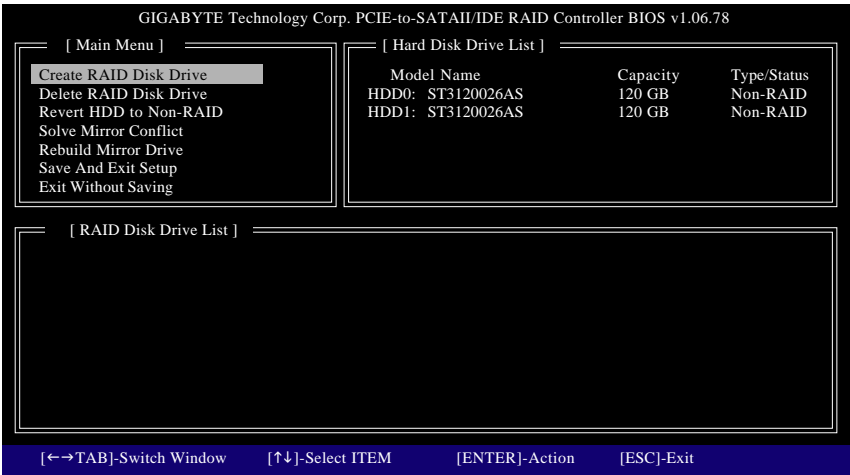 GIGABYTE Technology Corp. PCIE-to-SATAII/IDE RAID Controller BIOS v1.06.78
[ Main Menu ]
Create RAID Disk Drive
Delete RAID Disk Drive
Revert HDD to Non-RAID
Solve Mirror Conflict
Rebuild Mirror Drive
Save And Exit Setup
Exit Without Saving
[ Hard Disk Drive List ]
Model Name Capacity Type/Status
HDD0: ST3120026AS 120 GB Non-RAID
HDD1: ST3120026AS 120 GB Non-RAID
[ RAID Disk Drive List ]
[←→TAB]-Switch Window [↑↓]-Select ITEM [ENTER]-Action [ESC]-Exit